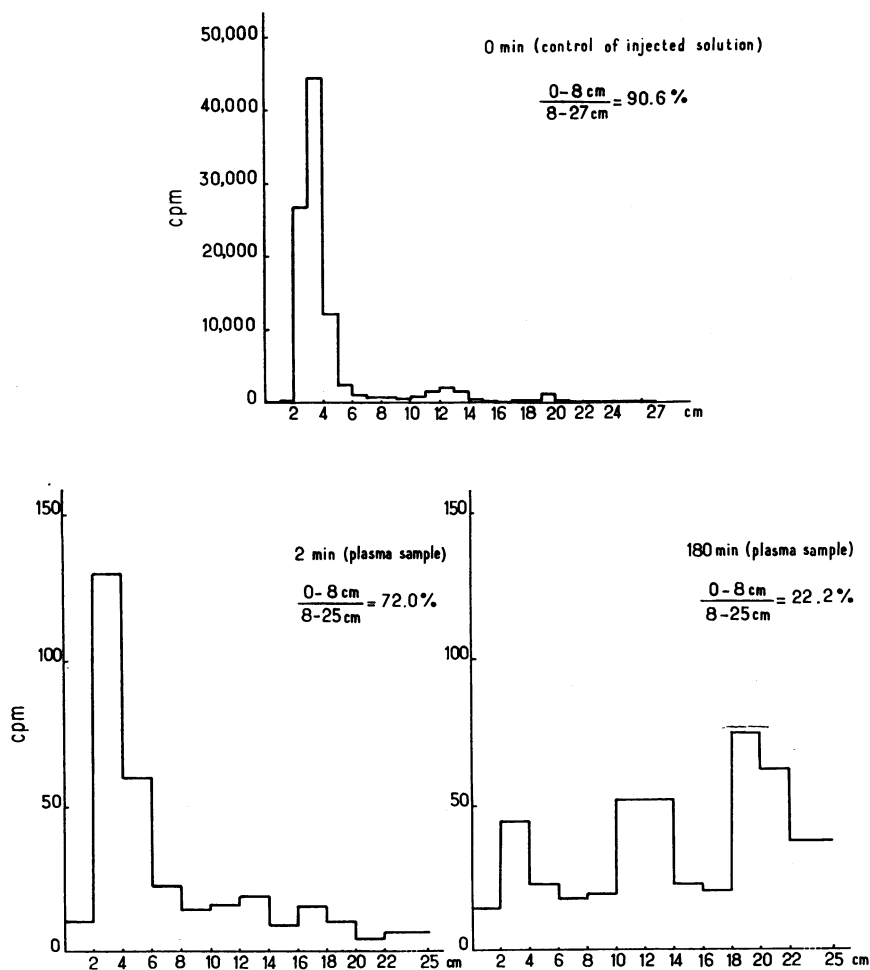 50,000
40,000
30,000
20,000
10,000
0
cpm
0 min (control of injected solution)
0-8 cm
8-27cm
= 90.6 %
2 4 6 8 10 12 14 16 18 20 22 24 27 cm
150
100
50
0
cpm
2 min (plasma sample)
0-8 cm
8-25 cm
= 72.0%
2 4 6 8 10 12 14 16 18 20 22 25 cm
150
100
50
0
180 min (plasma sample)
0-8 cm
8-25 cm
= 22.2%
2 4 6 8 10 12 14 16 18 20 22 25 cm